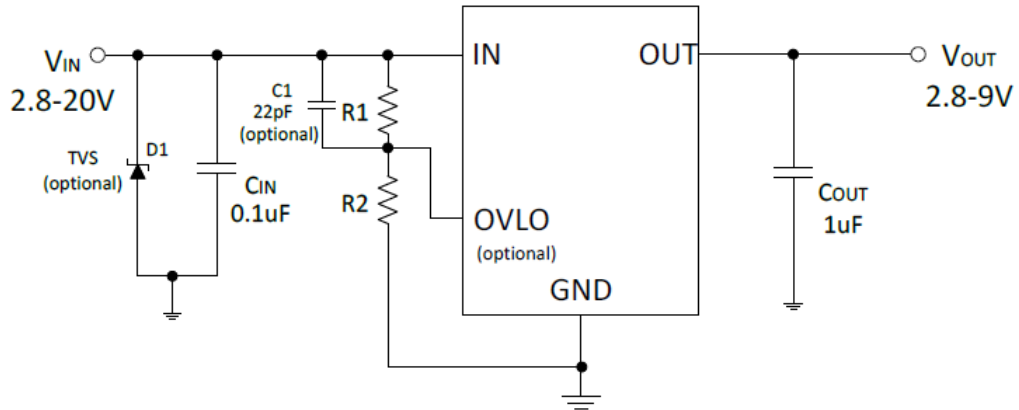 VIN
2.8-20V
TVS
(optional)
D1
CIN
0.1uF
C1
22pF
(optional)
R1
R2
IN
OUT
OVLO
(optional)
GND
VOUT
2.8-9V
COUT
1uF